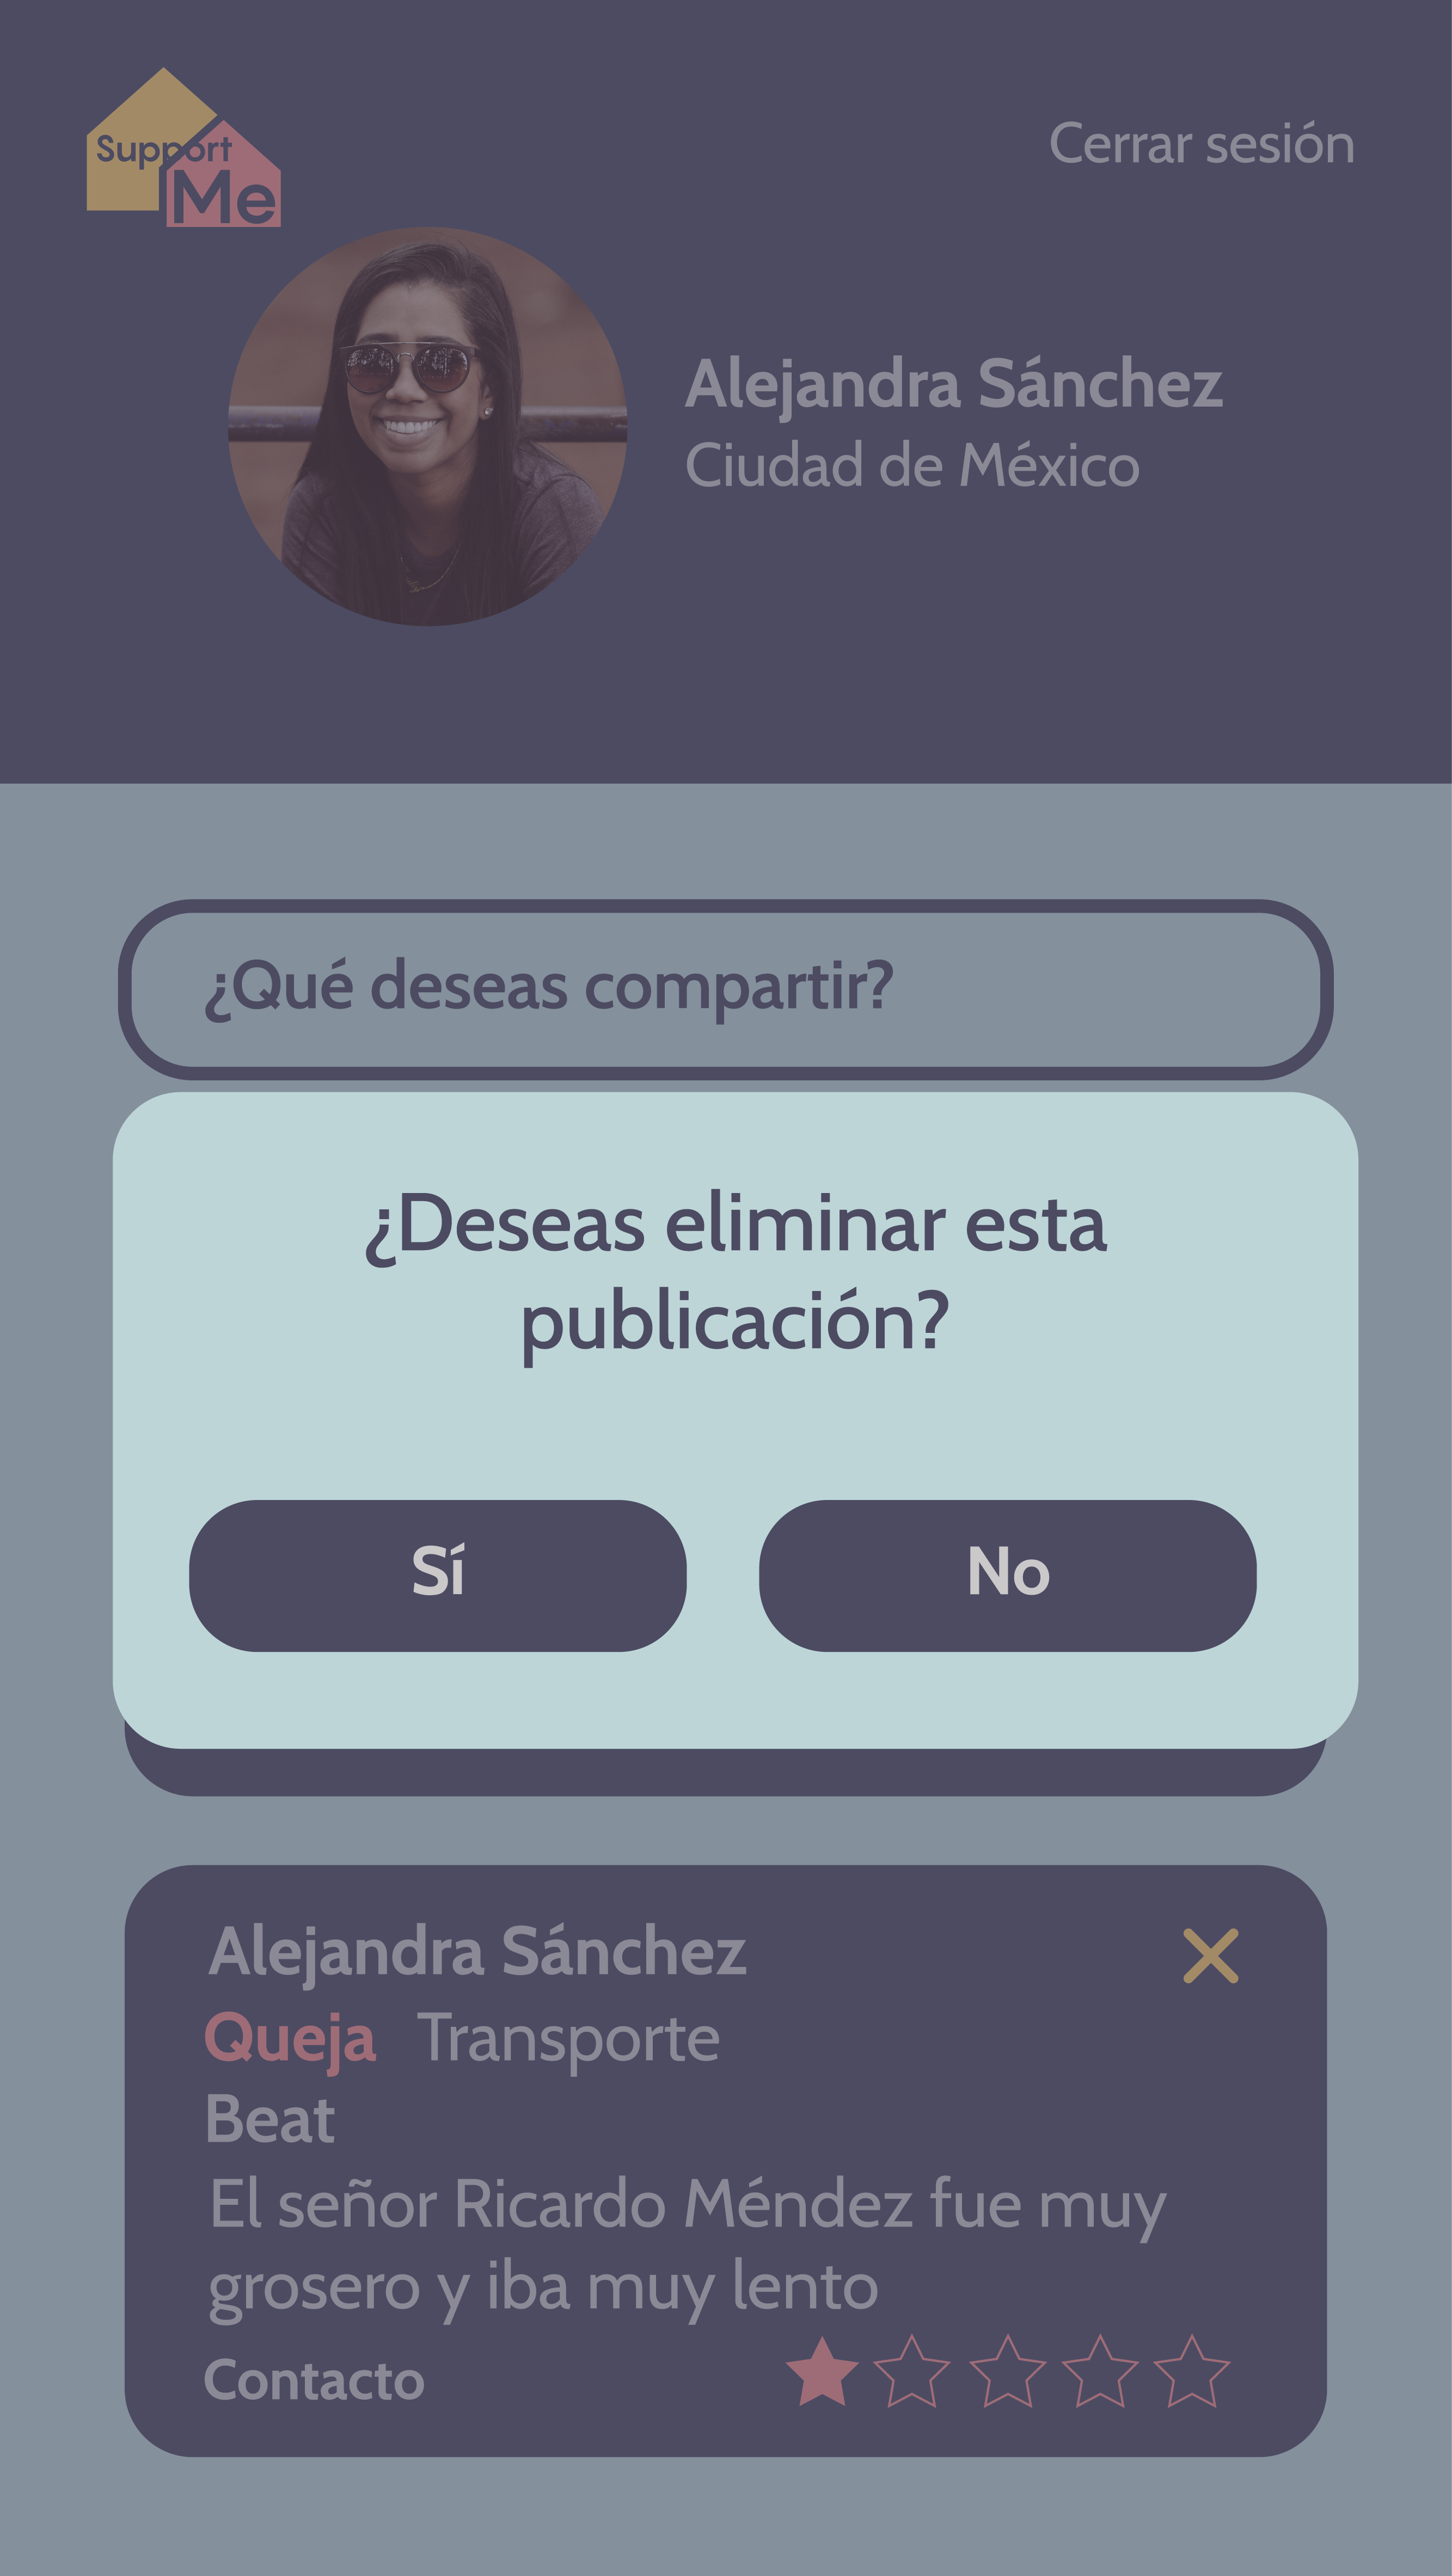 Support
Me
Cerrar sesión
Alejandra Sánchez
Ciudad de México
¿Qué deseas compartir?
¿Deseas eliminar esta
publicación?
Sí
No
Alejandra Sánchez
Queja Transporte
Beat
El señor Ricardo Méndez fue muy
grosero y iba muy lento
Contacto